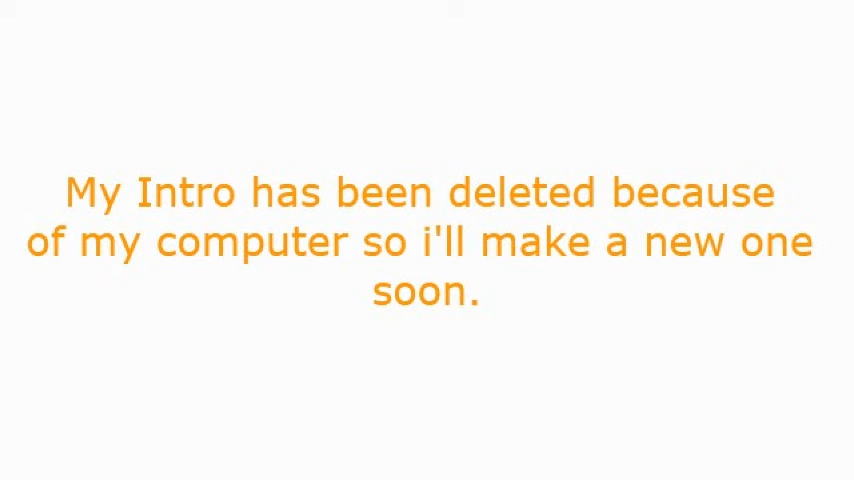 My Intro has been deleted because
of my computer so i'll make a new one
soon.